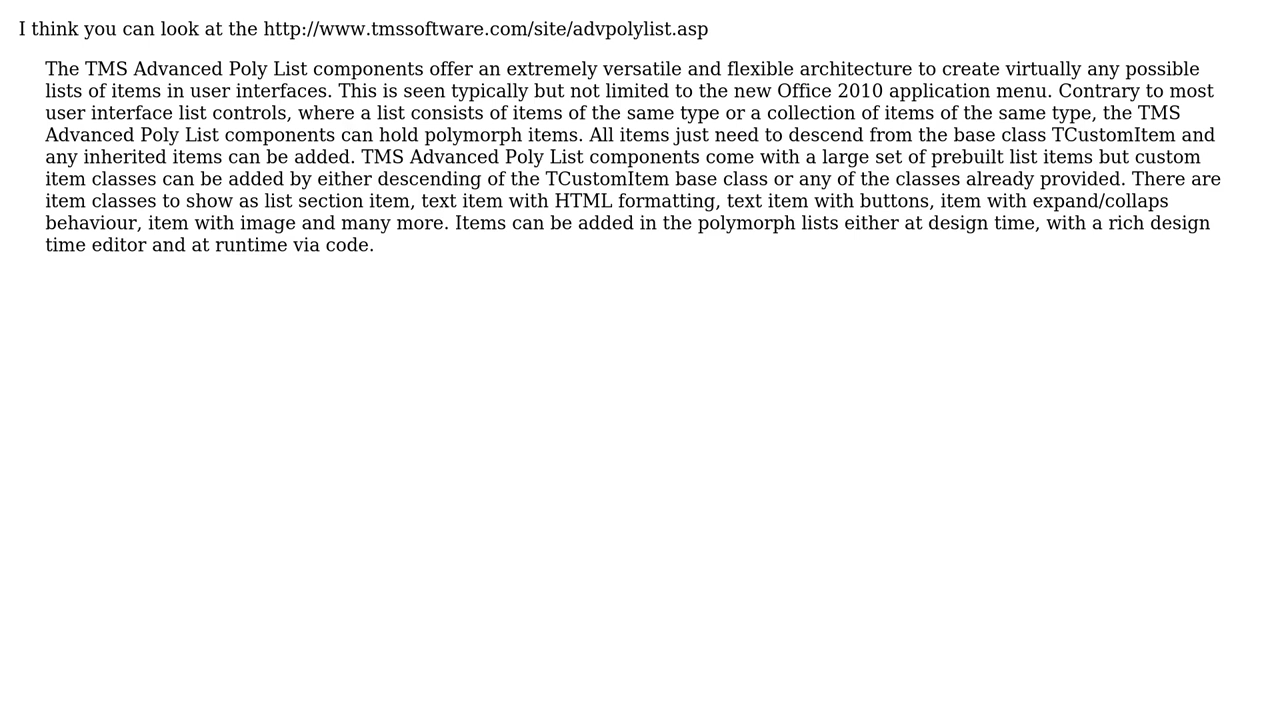 I think you can look at the http://www.tmssoftware.com/site/advpolylist.asp
The TMS Advanced Poly List components offer an extremely versatile and flexible architecture to create virtually any possible
lists of items in user interfaces. This is seen typically but not limited to the new Office 2010 application menu. Contrary to most
user interface list controls, where a list consists of items of the same type or a collection of items of the same type, the TMS
Advanced Poly List components can hold polymorph items. All items just need to descend from the base class TCustomItem and
any inherited items can be added. TMS Advanced Poly List components come with a large set of prebuilt list items but custom
item classes can be added by either descending of the TCustomItem base class or any of the classes already provided. There are
item classes to show as list section item, text item with HTML formatting, text item with buttons, item with expand/collaps
behaviour, item with image and many more. Items can be added in the polymorph lists either at design time, with a rich design
time editor and at runtime via code.